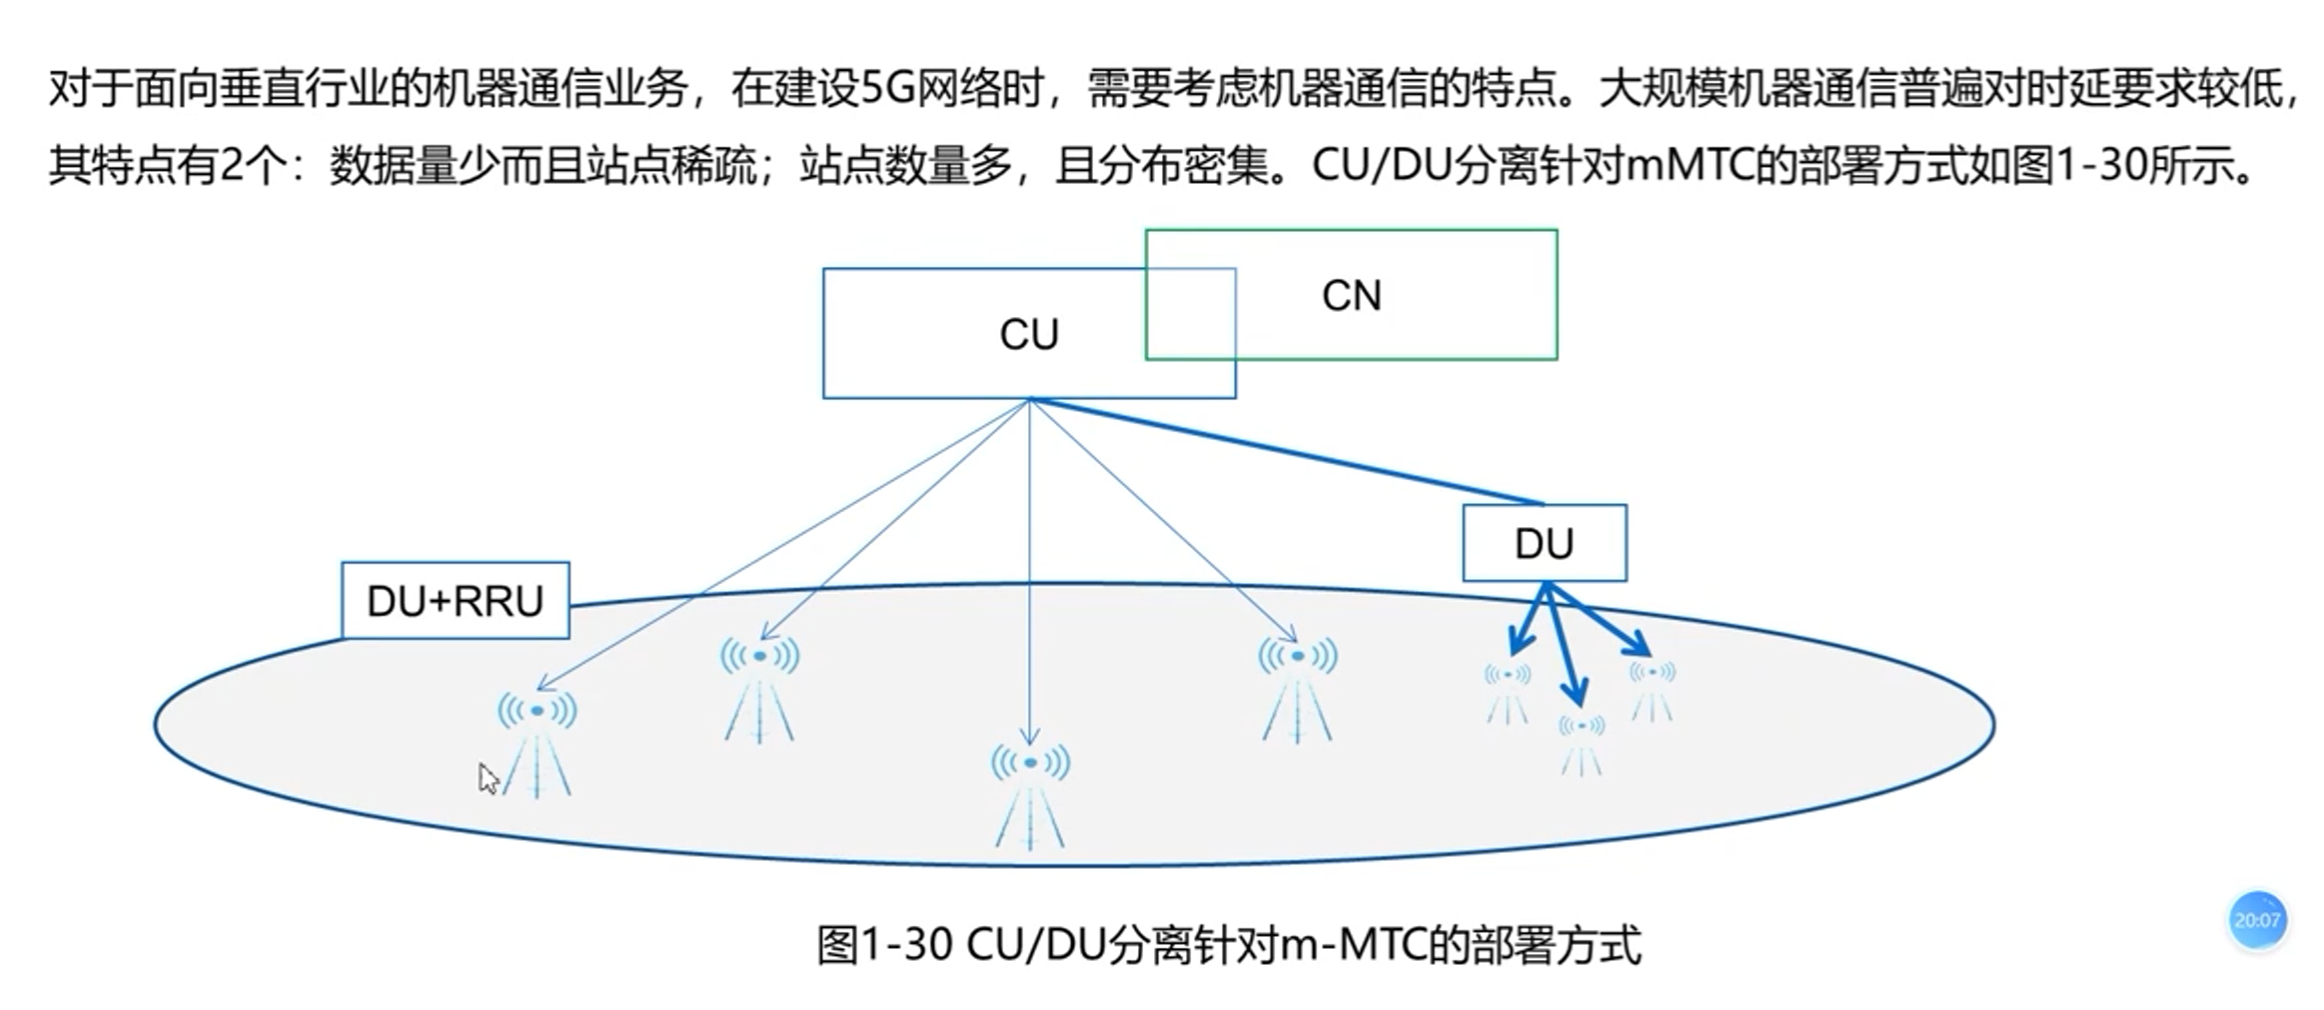 对于面向垂直行业的机器通信业务，在建设5G网络时，需要考虑机器通信的特点。大规模机器通信普遍对时延要求较低，
其特点有2个：数据量少而且站点稀疏；站点数量多，且分布密集。CU/DU分离针对mMTC的部署方式如图1-30所示。
CN
CU
DU
DU+RRU
20:07
图1-30 CU/DU分离针对m-MTC的部署方式